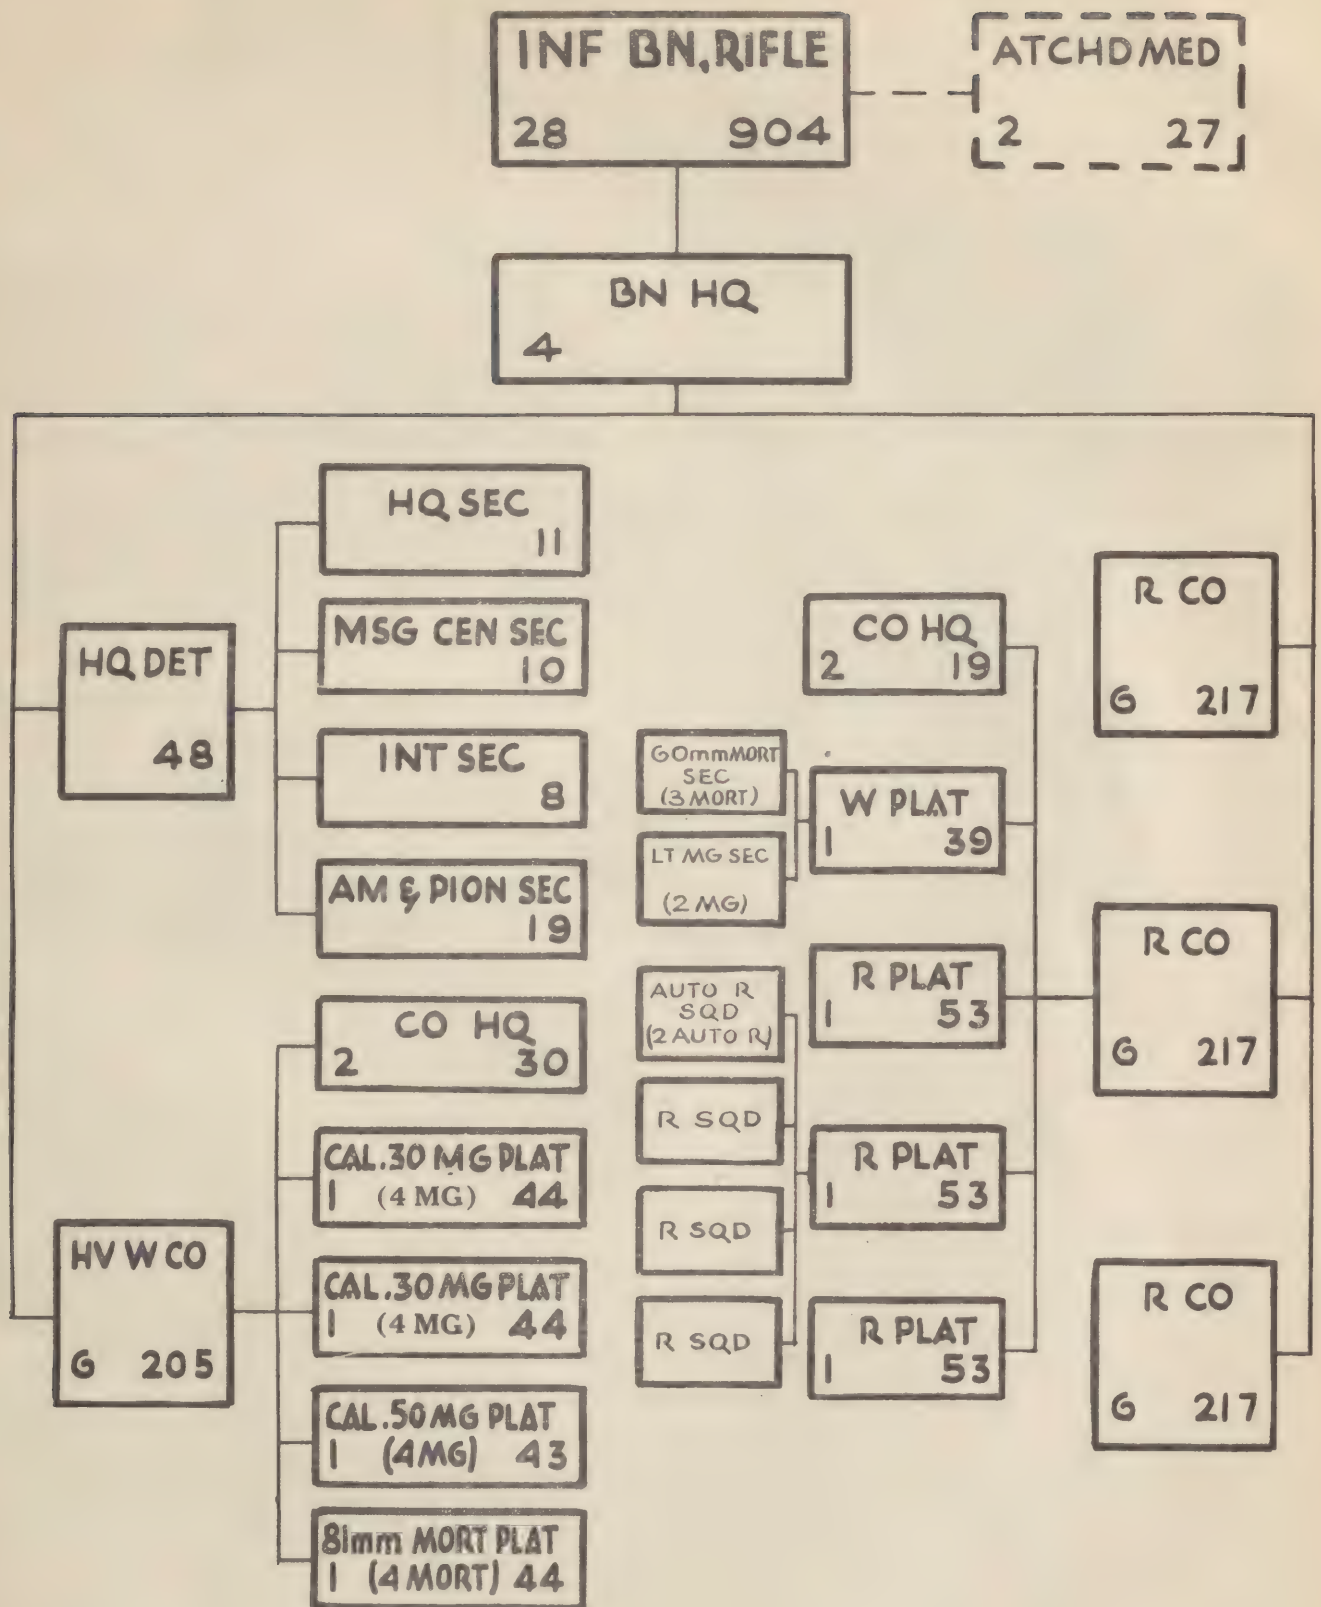 INF BN, RIFLE
28 904
ATCHD MED
2 27
BN HQ
4
HQ DET
48
HQ SEC
11
MSG CEN SEC
10
INT SEC
8
AM & PION SEC
19
HV W CO
6 205
CO HQ
2 30
CAL .30 MG PLAT
1 (4 MG) 44
CAL .30 MG PLAT
1 (4 MG) 44
CAL .50 MG PLAT
1 (4 MG) 43
81mm MORT PLAT
1 (4 MORT) 44
60mm MORT
SEC
(3 MORT)
LT MG SEC
(2 MG)
AUTO R
SQD
(2 AUTO R)
R SQD
R SQD
R SQD
CO HQ
2 19
W PLAT
1 39
R PLAT
1 53
R PLAT
1 53
R PLAT
1 53
R CO
6 217
R CO
6 217
R CO
6 217